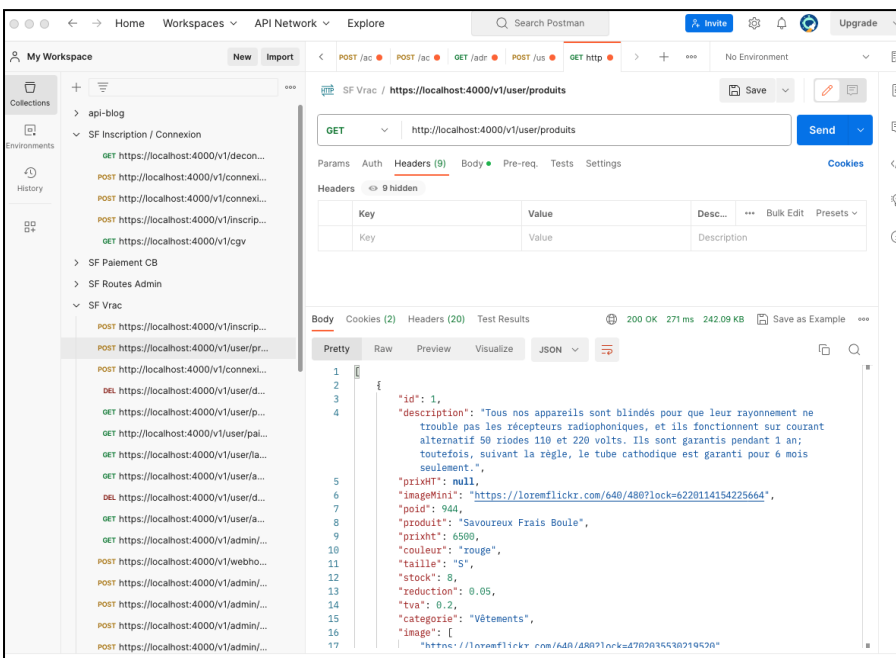 Home Workspaces API Network Explore Search Postman Invite Upgrade
My Workspace New Import POST /ac POST /ac GET /adr POST /us GET http No Environment
Collections
Environments
History
api-blog
SF Inscription / Connexion
GET https://localhost:4000/v1/decon...
POST http://localhost:4000/v1/connexi...
POST https://localhost:4000/v1/connexi...
POST https://localhost:4000/v1/inscrip...
GET https://localhost:4000/v1/cgv
SF Paiement CB
SF Routes Admin
SF Vrac
POST https://localhost:4000/v1/inscrip...
POST https://localhost:4000/v1/user/pr...
POST http://localhost:4000/v1/connexi...
DEL https://localhost:4000/v1/user/d...
GET https://localhost:4000/v1/user/p...
GET http://localhost:4000/v1/user/pai...
GET https://localhost:4000/v1/user/la...
GET https://localhost:4000/v1/user/a...
DEL https://localhost:4000/v1/user/d...
GET https://localhost:4000/v1/user/a...
GET https://localhost:4000/v1/admin/...
POST https://localhost:4000/v1/webho...
POST https://localhost:4000/v1/admin/...
POST https://localhost:4000/v1/admin/...
POST https://localhost:4000/v1/admin/...
POST https://localhost:4000/v1/admin/...
HTTP SF Vrac / https://localhost:4000/v1/user/produits Save
GET http://localhost:4000/v1/user/produits Send
Params Auth Headers (9) Body Pre-req. Tests Settings Cookies
Headers 9 hidden
Key Value Desc... Bulk Edit Presets
Key Value Description
Body Cookies (2) Headers (20) Test Results 200 OK 271 ms 242.09 KB Save as Example
Pretty Raw Preview Visualize JSON
1 [
2 {
3 "id": 1,
4 "description": "Tous nos appareils sont blindés pour que leur rayonnement ne
trouble pas les récepteurs radiophoniques, et ils fonctionnent sur courant
alternatif 50 riodes 110 et 220 volts. Ils sont garantis pendant 1 an;
toutefois, suivant la règle, le tube cathodique est garanti pour 6 mois
seulement.",
5 "prixHT": null,
6 "imageMini": "https://loremflickr.com/640/480?lock=6220114154225664",
7 "poid": 944,
8 "produit": "Savoureux Frais Boule",
9 "prixht": 6500,
10 "couleur": "rouge",
11 "taille": "S",
12 "stock": 8,
13 "reduction": 0.05,
14 "tva": 0.2,
15 "categorie": "Vêtements",
16 "image": [
17 "https://loremflickr.com/640/480?lock=4702035530219520"